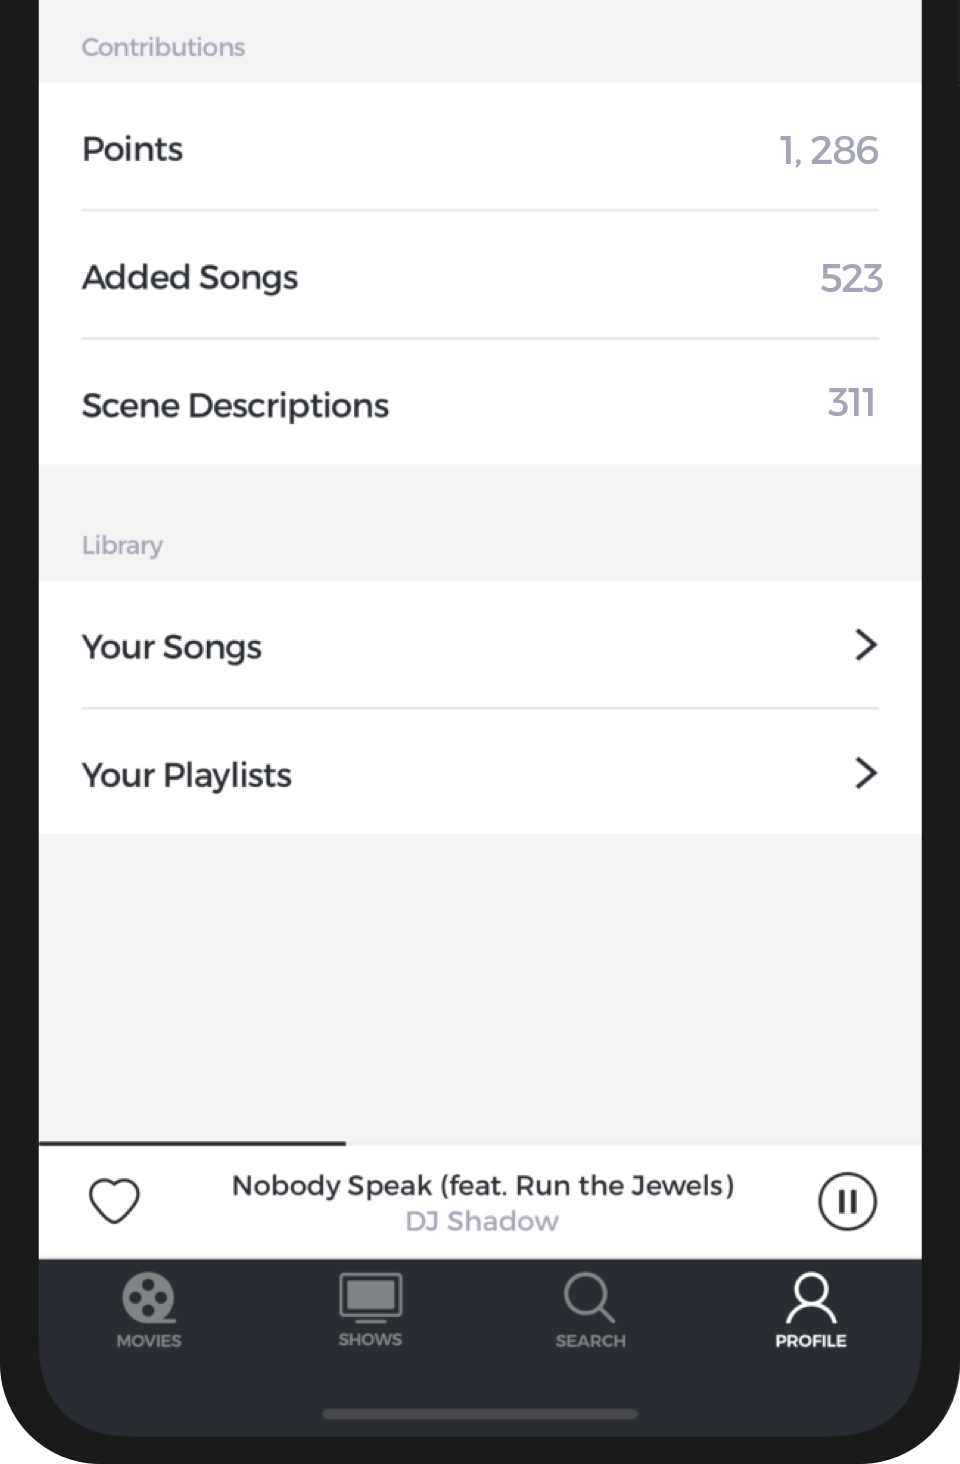 Contributions
Points 1, 286
Added Songs 523
Scene Descriptions 311
Library
Your Songs
Your Playlists
Nobody Speak (feat. Run the Jewels)
DJ Shadow
MOVIES SHOWS SEARCH PROFILE